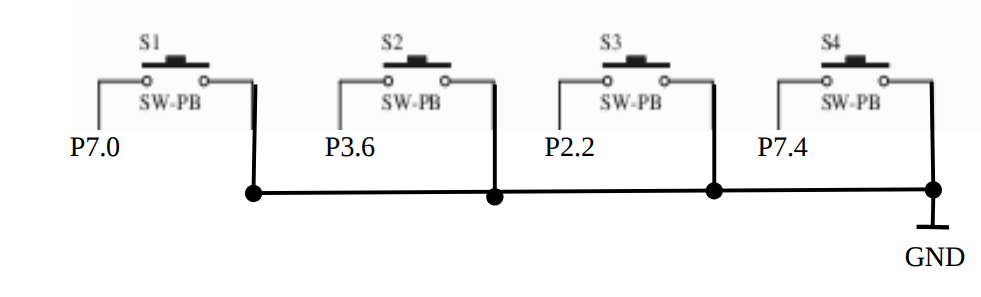 S1 S2 S3 S4
SW-PB SW-PB SW-PB SW-PB
P7.0 P3.6 P2.2 P7.4
GND